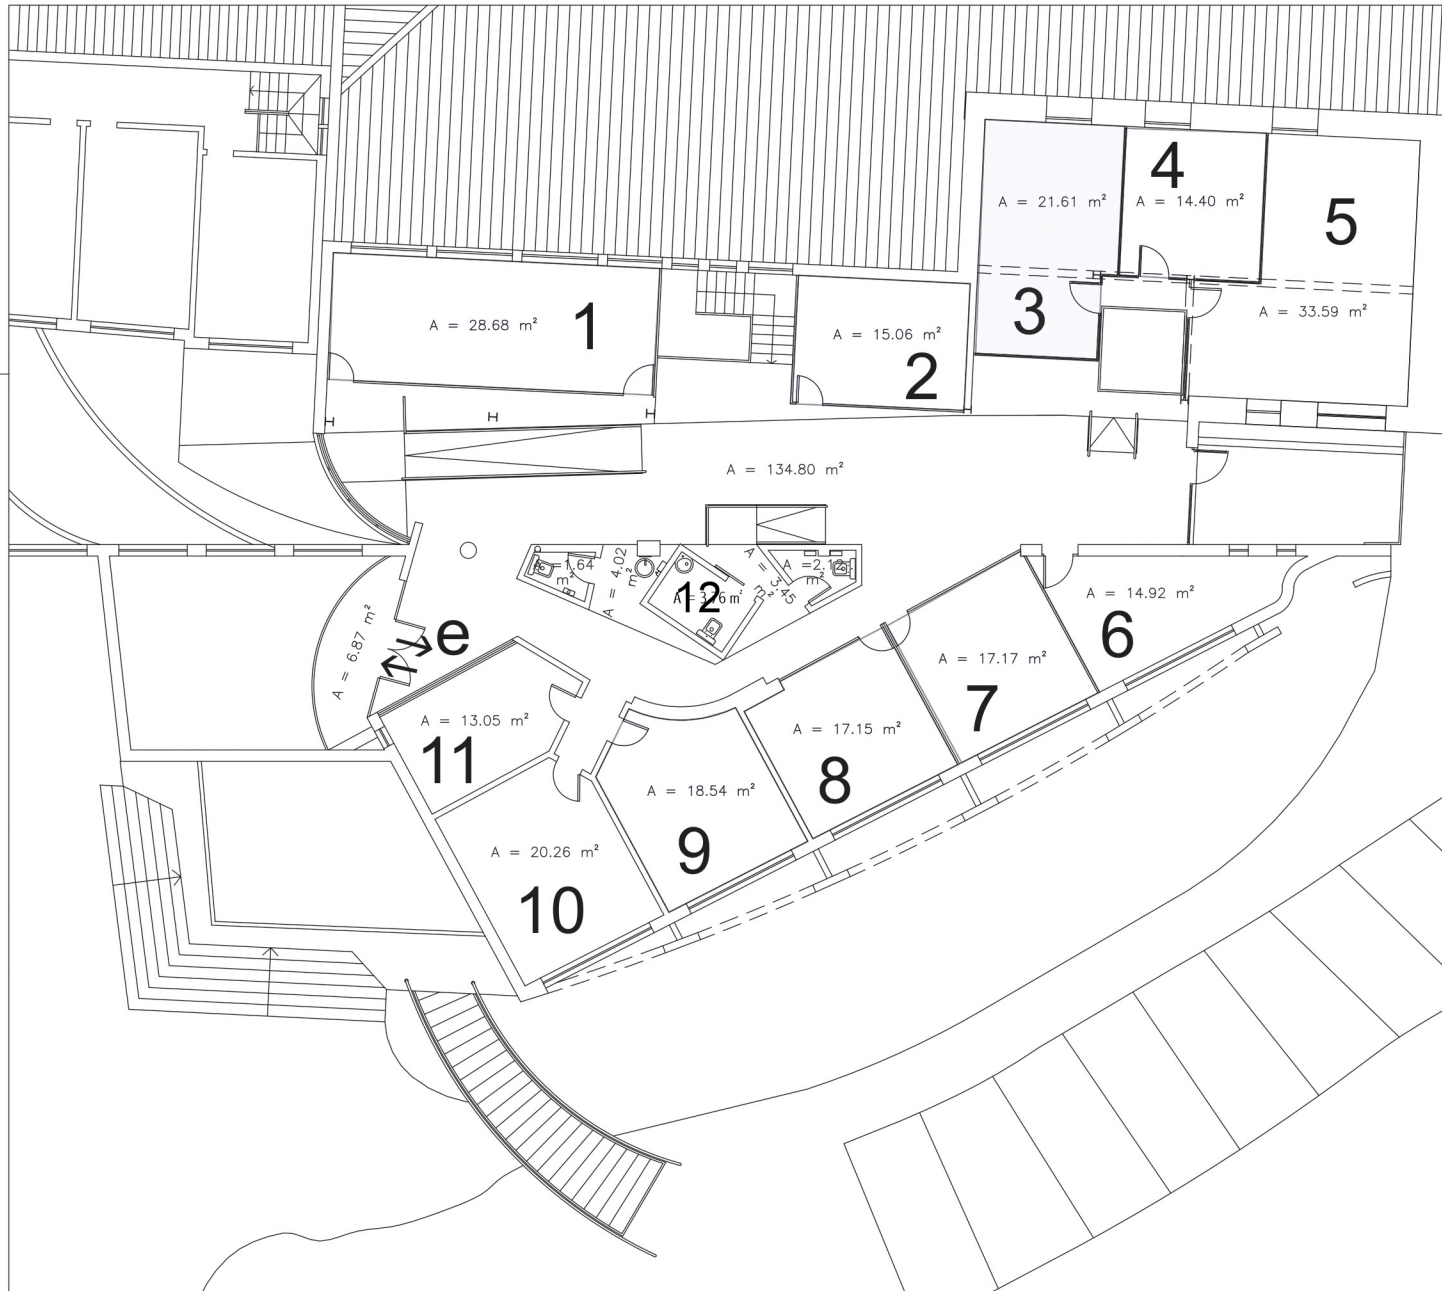 4
A = 21.61 m²
A = 14.40 m²
5
3
A = 33.59 m²
1
A = 28.68 m²
A = 15.06 m²
2
A = 134.80 m²
A = 1.64 m²
A = 4.02 m²
12
A = 3.45 m²
m²
A = 14.92 m²
6
A = 6.87 m²
e
A = 17.17 m²
7
A = 13.05 m²
11
A = 17.15 m²
8
A = 18.54 m²
9
A = 20.26 m²
10